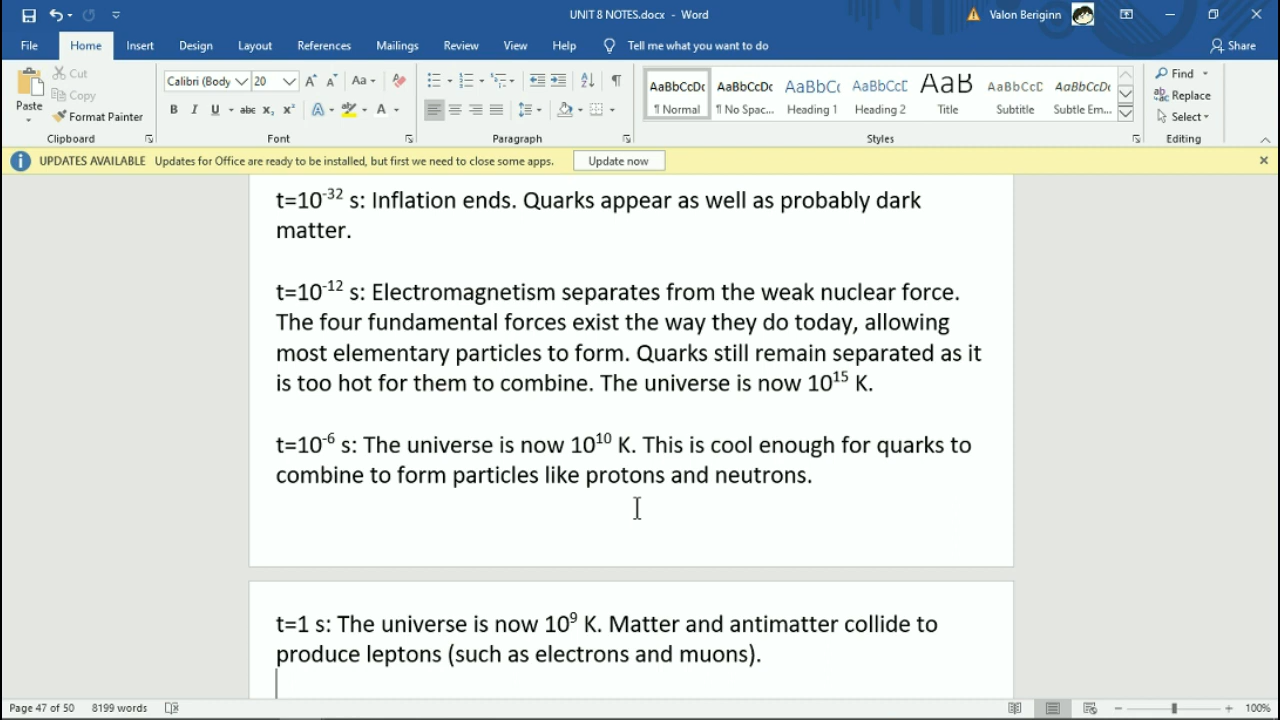 UNIT 8 NOTES.docx - Word
Valon Beriginn
File Home Insert Design Layout References Mailings Review View Help Tell me what you want to do Share
Paste
Cut
Copy
Format Painter
Clipboard
Calibri (Body 20
Font
Paragraph
AaBbCcDc AaBbCcDc AaBbCc AaBbCcD AaB AaBbCcD AaBbCcDc
¶ Normal ¶ No Spac... Heading 1 Heading 2 Title Subtitle Subtle Em...
Styles
Find
Replace
Select
Editing
UPDATES AVAILABLE Updates for Office are ready to be installed, but first we need to close some apps. Update now
t=10⁻³² s: Inflation ends. Quarks appear as well as probably dark
matter.
t=10⁻¹² s: Electromagnetism separates from the weak nuclear force.
The four fundamental forces exist the way they do today, allowing
most elementary particles to form. Quarks still remain separated as it
is too hot for them to combine. The universe is now 10¹⁵ K.
t=10⁻⁶ s: The universe is now 10¹⁰ K. This is cool enough for quarks to
combine to form particles like protons and neutrons.
t=1 s: The universe is now 10⁹ K. Matter and antimatter collide to
produce leptons (such as electrons and muons).
Page 47 of 50 8199 words 100%